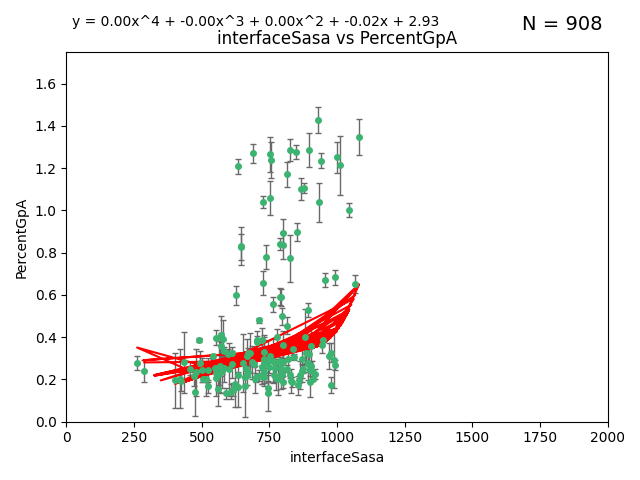 y = 0.00x^4 + -0.00x^3 + 0.00x^2 + -0.02x + 2.93
N = 908
interfaceSasa vs PercentGpA
PercentGpA
1.6
1.4
1.2
1.0
0.8
0.6
0.4
0.2
0.0
0 250 500 750 1000 1250 1500 1750 2000
interfaceSasa